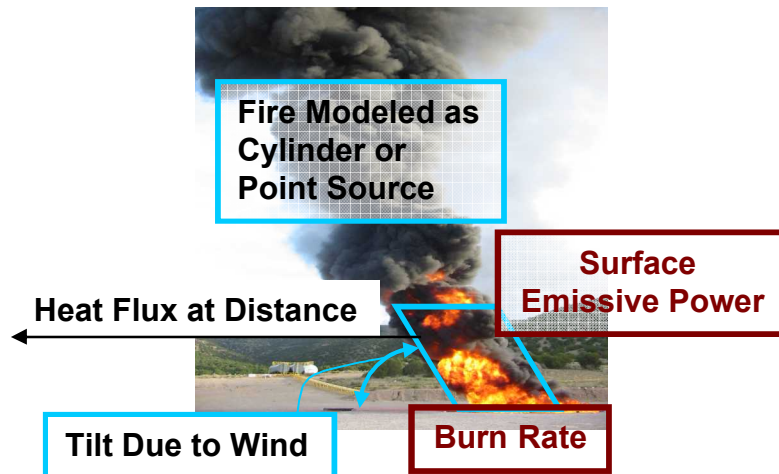 Fire Modeled as
Cylinder or
Point Source
Surface
Emissive Power
Heat Flux at Distance
Tilt Due to Wind
Burn Rate